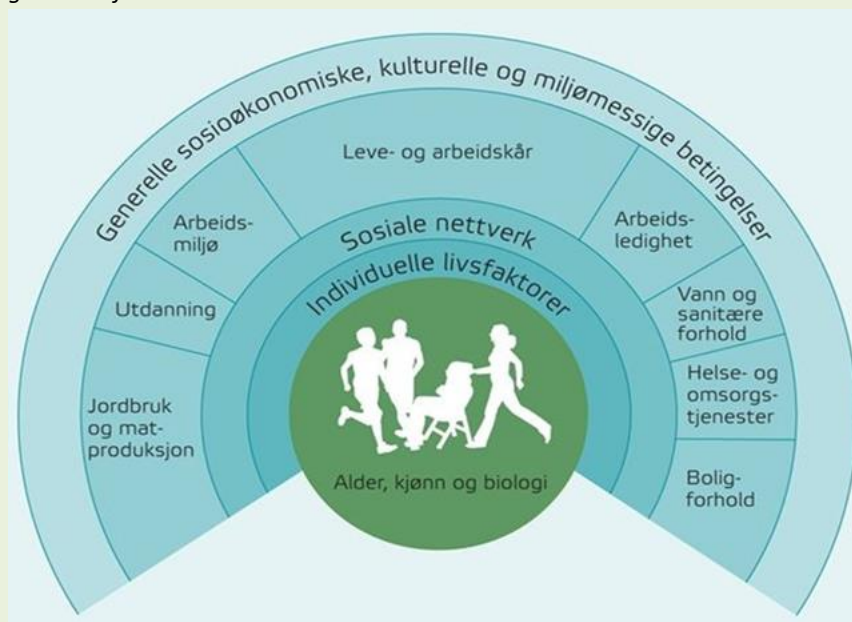 Generelle sosioøkonomiske, kulturelle og miljømessige betingelser
Leve- og arbeidskår
Arbeids-
miljø
Utdanning
Jordbruk
og mat-
produksjon
Arbeids-
ledighet
Vann og
sanitære
forhold
Helse- og
omsorgs-
tjenester
Bolig-
forhold
Sosiale nettverk
Individuelle livsfaktorer
Alder, kjønn og biologi